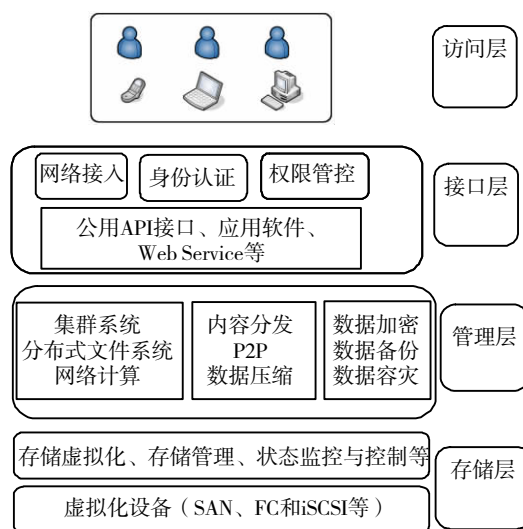 访问层
网络接入
身份认证
权限管控
接口层
公用API接口、应用软件、
Web Service等
集群系统
分布式文件系统
网络计算
内容分发
P2P
数据压缩
数据加密
数据备份
数据容灾
管理层
存储虚拟化、存储管理、状态监控与控制等
存储层
虚拟化设备（SAN、FC和iSCSI等）